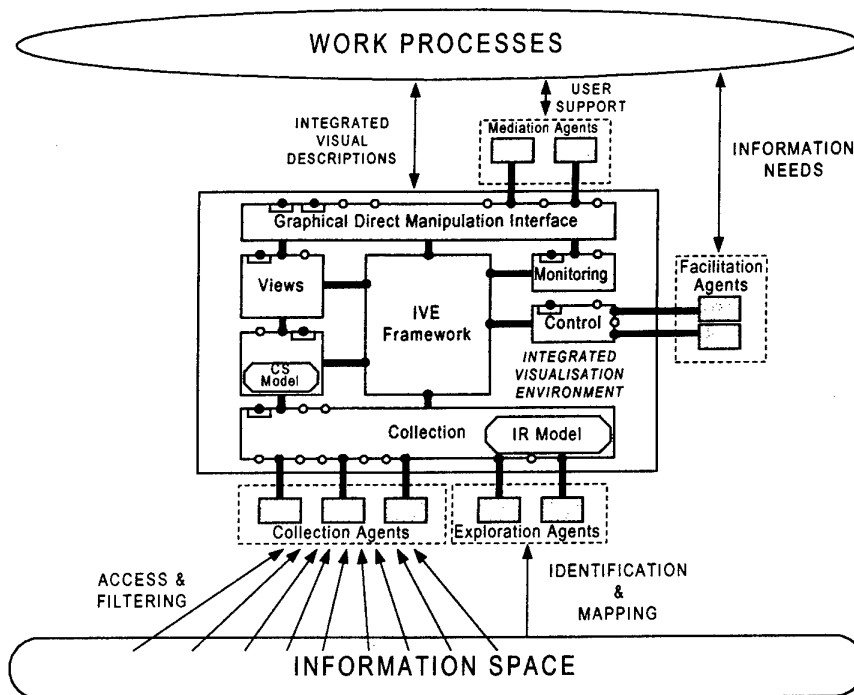 WORK PROCESSES
INTEGRATED
VISUAL
DESCRIPTIONS
USER
SUPPORT
Mediation Agents
INFORMATION
NEEDS
Graphical Direct Manipulation Interface
Views
IVE
Framework
Monitoring
Control
Facilitation
Agents
CS
Model
INTEGRATED
VISUALISATION
ENVIRONMENT
Collection
IR Model
Collection Agents
Exploration Agents
ACCESS &
FILTERING
IDENTIFICATION
&
MAPPING
INFORMATION SPACE